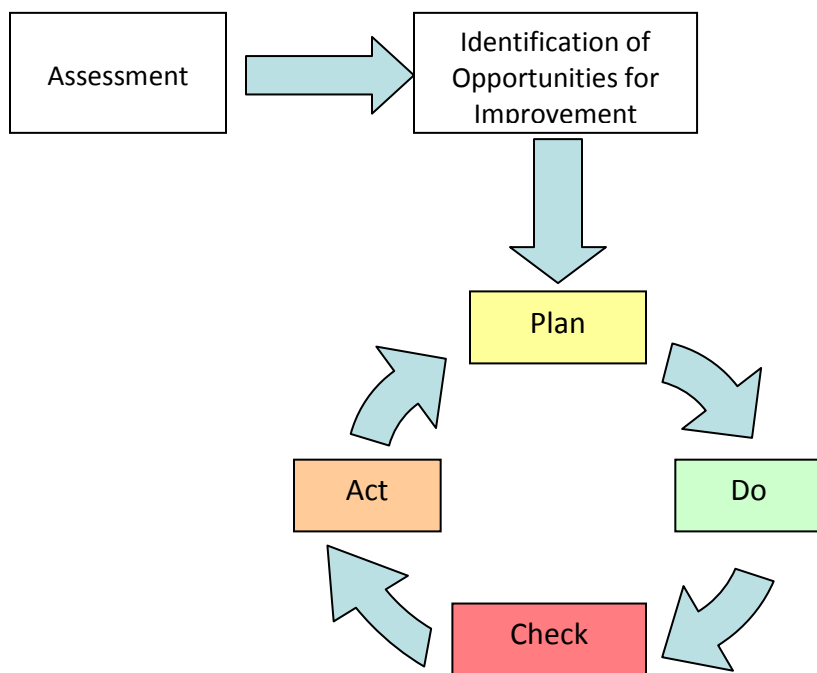 Assessment
Identification of
Opportunities for
Improvement
Plan
Act
Do
Check